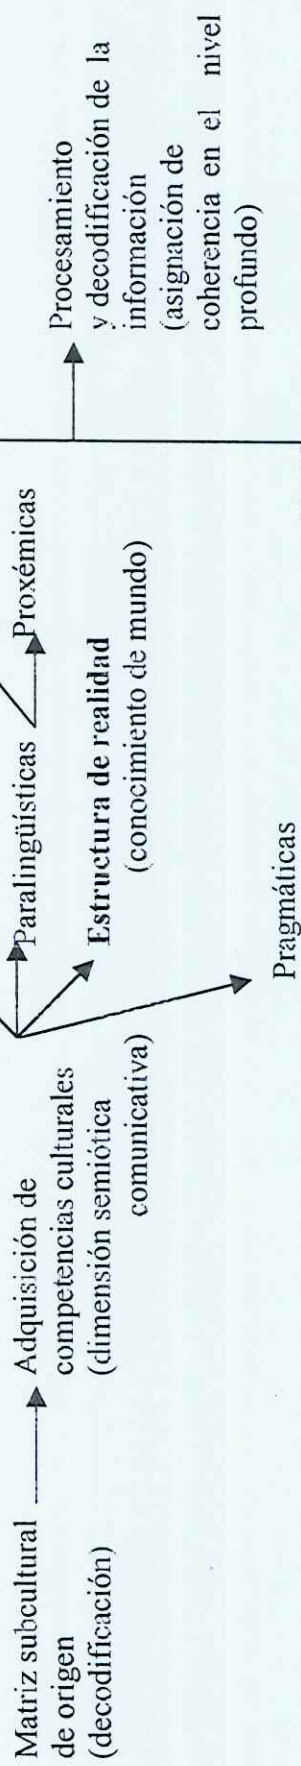 Matriz subcultural
de origen
(decodificación)
Adquisición de
competencias culturales
(dimensión semiótica
comunicativa)
Paralingüísticas
Proxémicas
Estructura de realidad
(conocimiento de mundo)
Pragmáticas
Procesamiento
y decodificación de la
información
(asignación de
coherencia en el nivel
profundo)